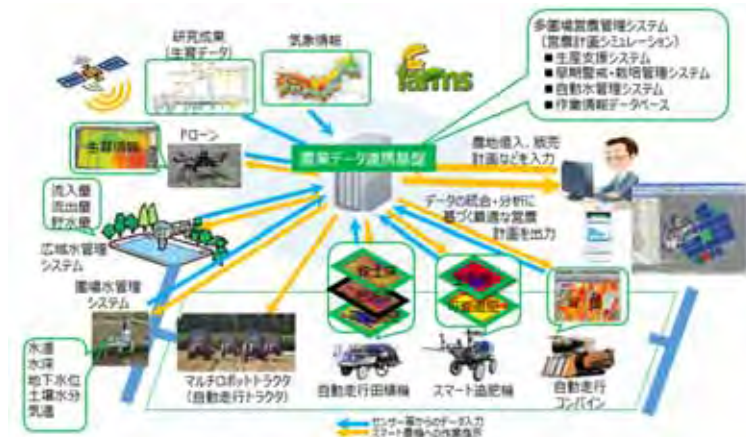 研究成果
(生育データ)
気象情報
e
farms
多圃場営農管理システム
(営農計画シミュレーション)
■ 生産支援システム
■ 早期警戒・栽培管理システム
■ 自動水管理システム
■ 作業情報データベース
生育情報
ドローン
農業データ連携基盤
農地借入、販売
計画などを入力
流入量
流出量
貯水量
データの統合・分析に
基づく最適な営農
計画を出力
広域水管理
システム
圃場水管理
システム
水温
水深
地下水位
土壌水分
気温
マルチロボットトラクタ
(自動走行トラクタ)
自動走行田植機
スマート追肥機
自動走行
コンバイン
センサー等からのデータ入力
スマート農機への作業指示